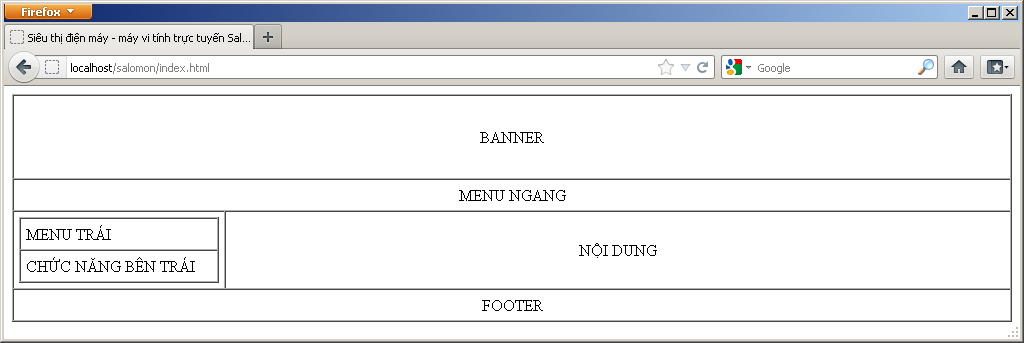 Firefox
Siêu thị điện máy - máy vi tính trực tuyến Sal...
localhost/salomon/index.html
Google
BANNER
MENU NGANG
MENU TRÁI
CHỨC NĂNG BÊN TRÁI
NỘI DUNG
FOOTER